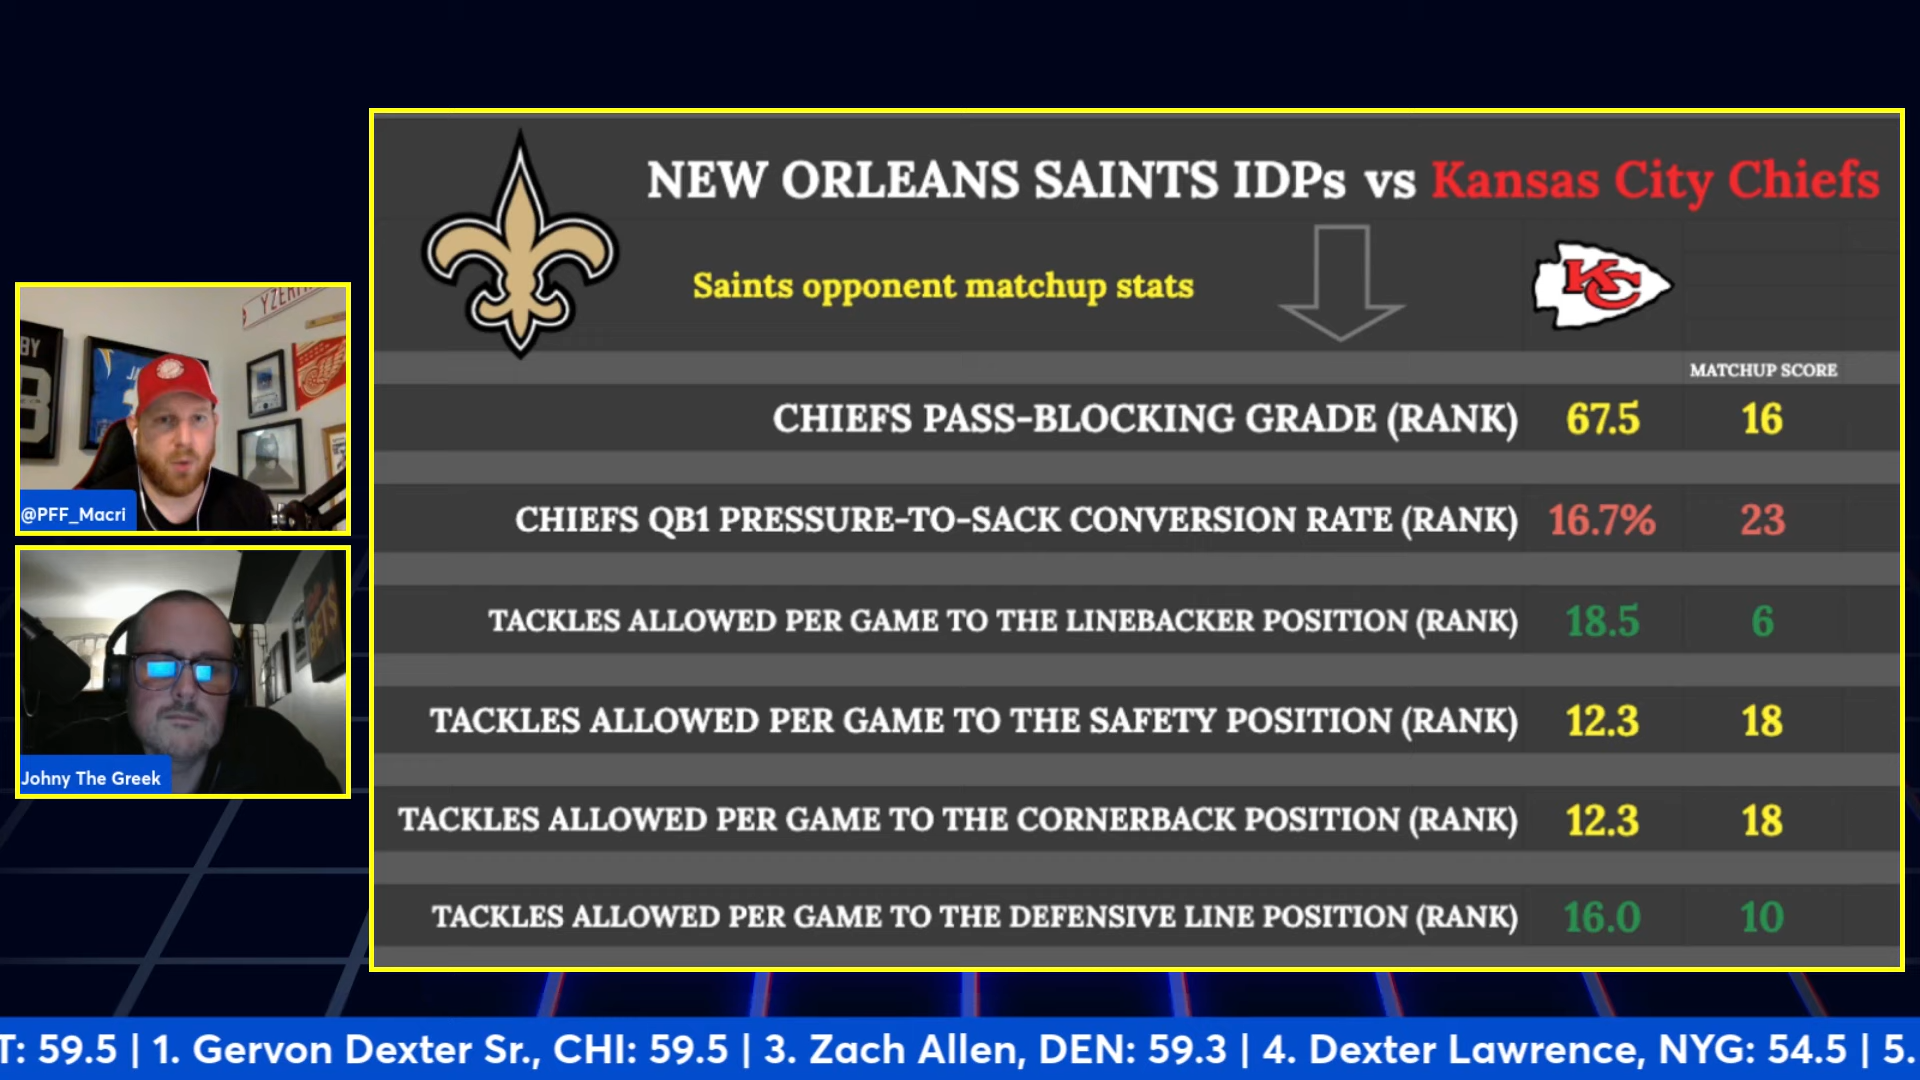 NEW ORLEANS SAINTS IDPs vs Kansas City Chiefs
Saints opponent matchup stats
KC
MATCHUP SCORE
CHIEFS PASS-BLOCKING GRADE (RANK) 67.5 16
CHIEFS QB1 PRESSURE-TO-SACK CONVERSION RATE (RANK) 16.7% 23
TACKLES ALLOWED PER GAME TO THE LINEBACKER POSITION (RANK) 18.5 6
TACKLES ALLOWED PER GAME TO THE SAFETY POSITION (RANK) 12.3 18
TACKLES ALLOWED PER GAME TO THE CORNERBACK POSITION (RANK) 12.3 18
TACKLES ALLOWED PER GAME TO THE DEFENSIVE LINE POSITION (RANK) 16.0 10
@PFF_Macri
BETS
Johny The Greek
T: 59.5 | 1. Gervon Dexter Sr., CHI: 59.5 | 3. Zach Allen, DEN: 59.3 | 4. Dexter Lawrence, NYG: 54.5 | 5.